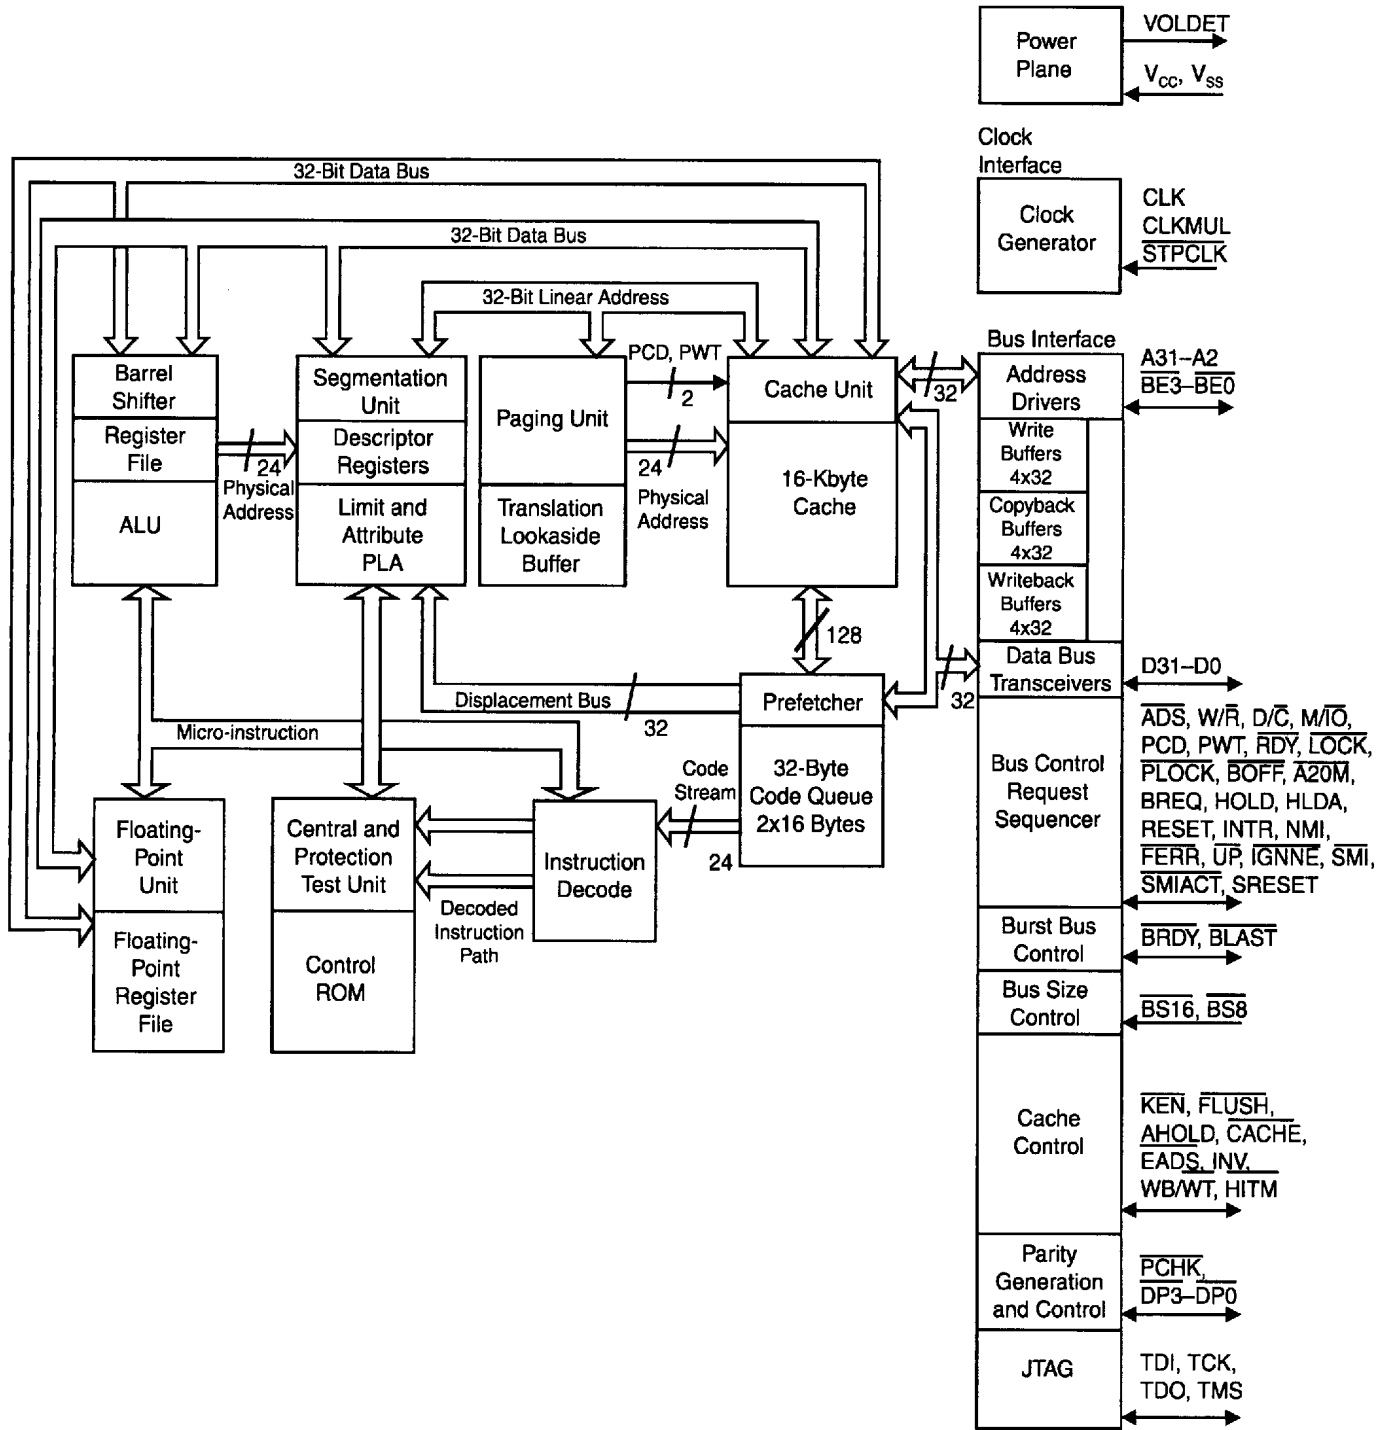 Power
Plane
VOLDET
VCC, VSS
Clock
Interface
Clock
Generator
CLK
CLKMUL
STPCLK
32-Bit Data Bus
32-Bit Data Bus
32-Bit Linear Address
PCD, PWT
2
24
Physical
Address
Barrel
Shifter
Register
File
ALU
24
Physical
Address
Segmentation
Unit
Descriptor
Registers
Limit and
Attribute
PLA
Paging Unit
Translation
Lookaside
Buffer
Cache Unit
16-Kbyte
Cache
32
128
32
Bus Interface
Address
Drivers
Write
Buffers
4x32
Copyback
Buffers
4x32
Writeback
Buffers
4x32
Data Bus
Transceivers
Bus Control
Request
Sequencer
Burst Bus
Control
Bus Size
Control
Cache
Control
Parity
Generation
and Control
JTAG
A31–A2
BE3–BE0
D31–D0
ADS, W/R, D/C, M/IO,
PCD, PWT, RDY, LOCK,
PLOCK, BOFF, A20M,
BREQ, HOLD, HLDA,
RESET, INTR, NMI,
FERR, UP, IGNNE, SMI,
SMIACT, SRESET
BRDY, BLAST
BS16, BS8
KEN, FLUSH,
AHOLD, CACHE,
EADS, INV,
WB/WT, HITM
PCHK,
DP3–DP0
TDI, TCK,
TDO, TMS
Displacement Bus
32
Micro-instruction
Prefetcher
32-Byte
Code Queue
2x16 Bytes
Code
Stream
24
Instruction
Decode
Decoded
Instruction
Path
Central and
Protection
Test Unit
Control
ROM
Floating-
Point
Unit
Floating-
Point
Register
File